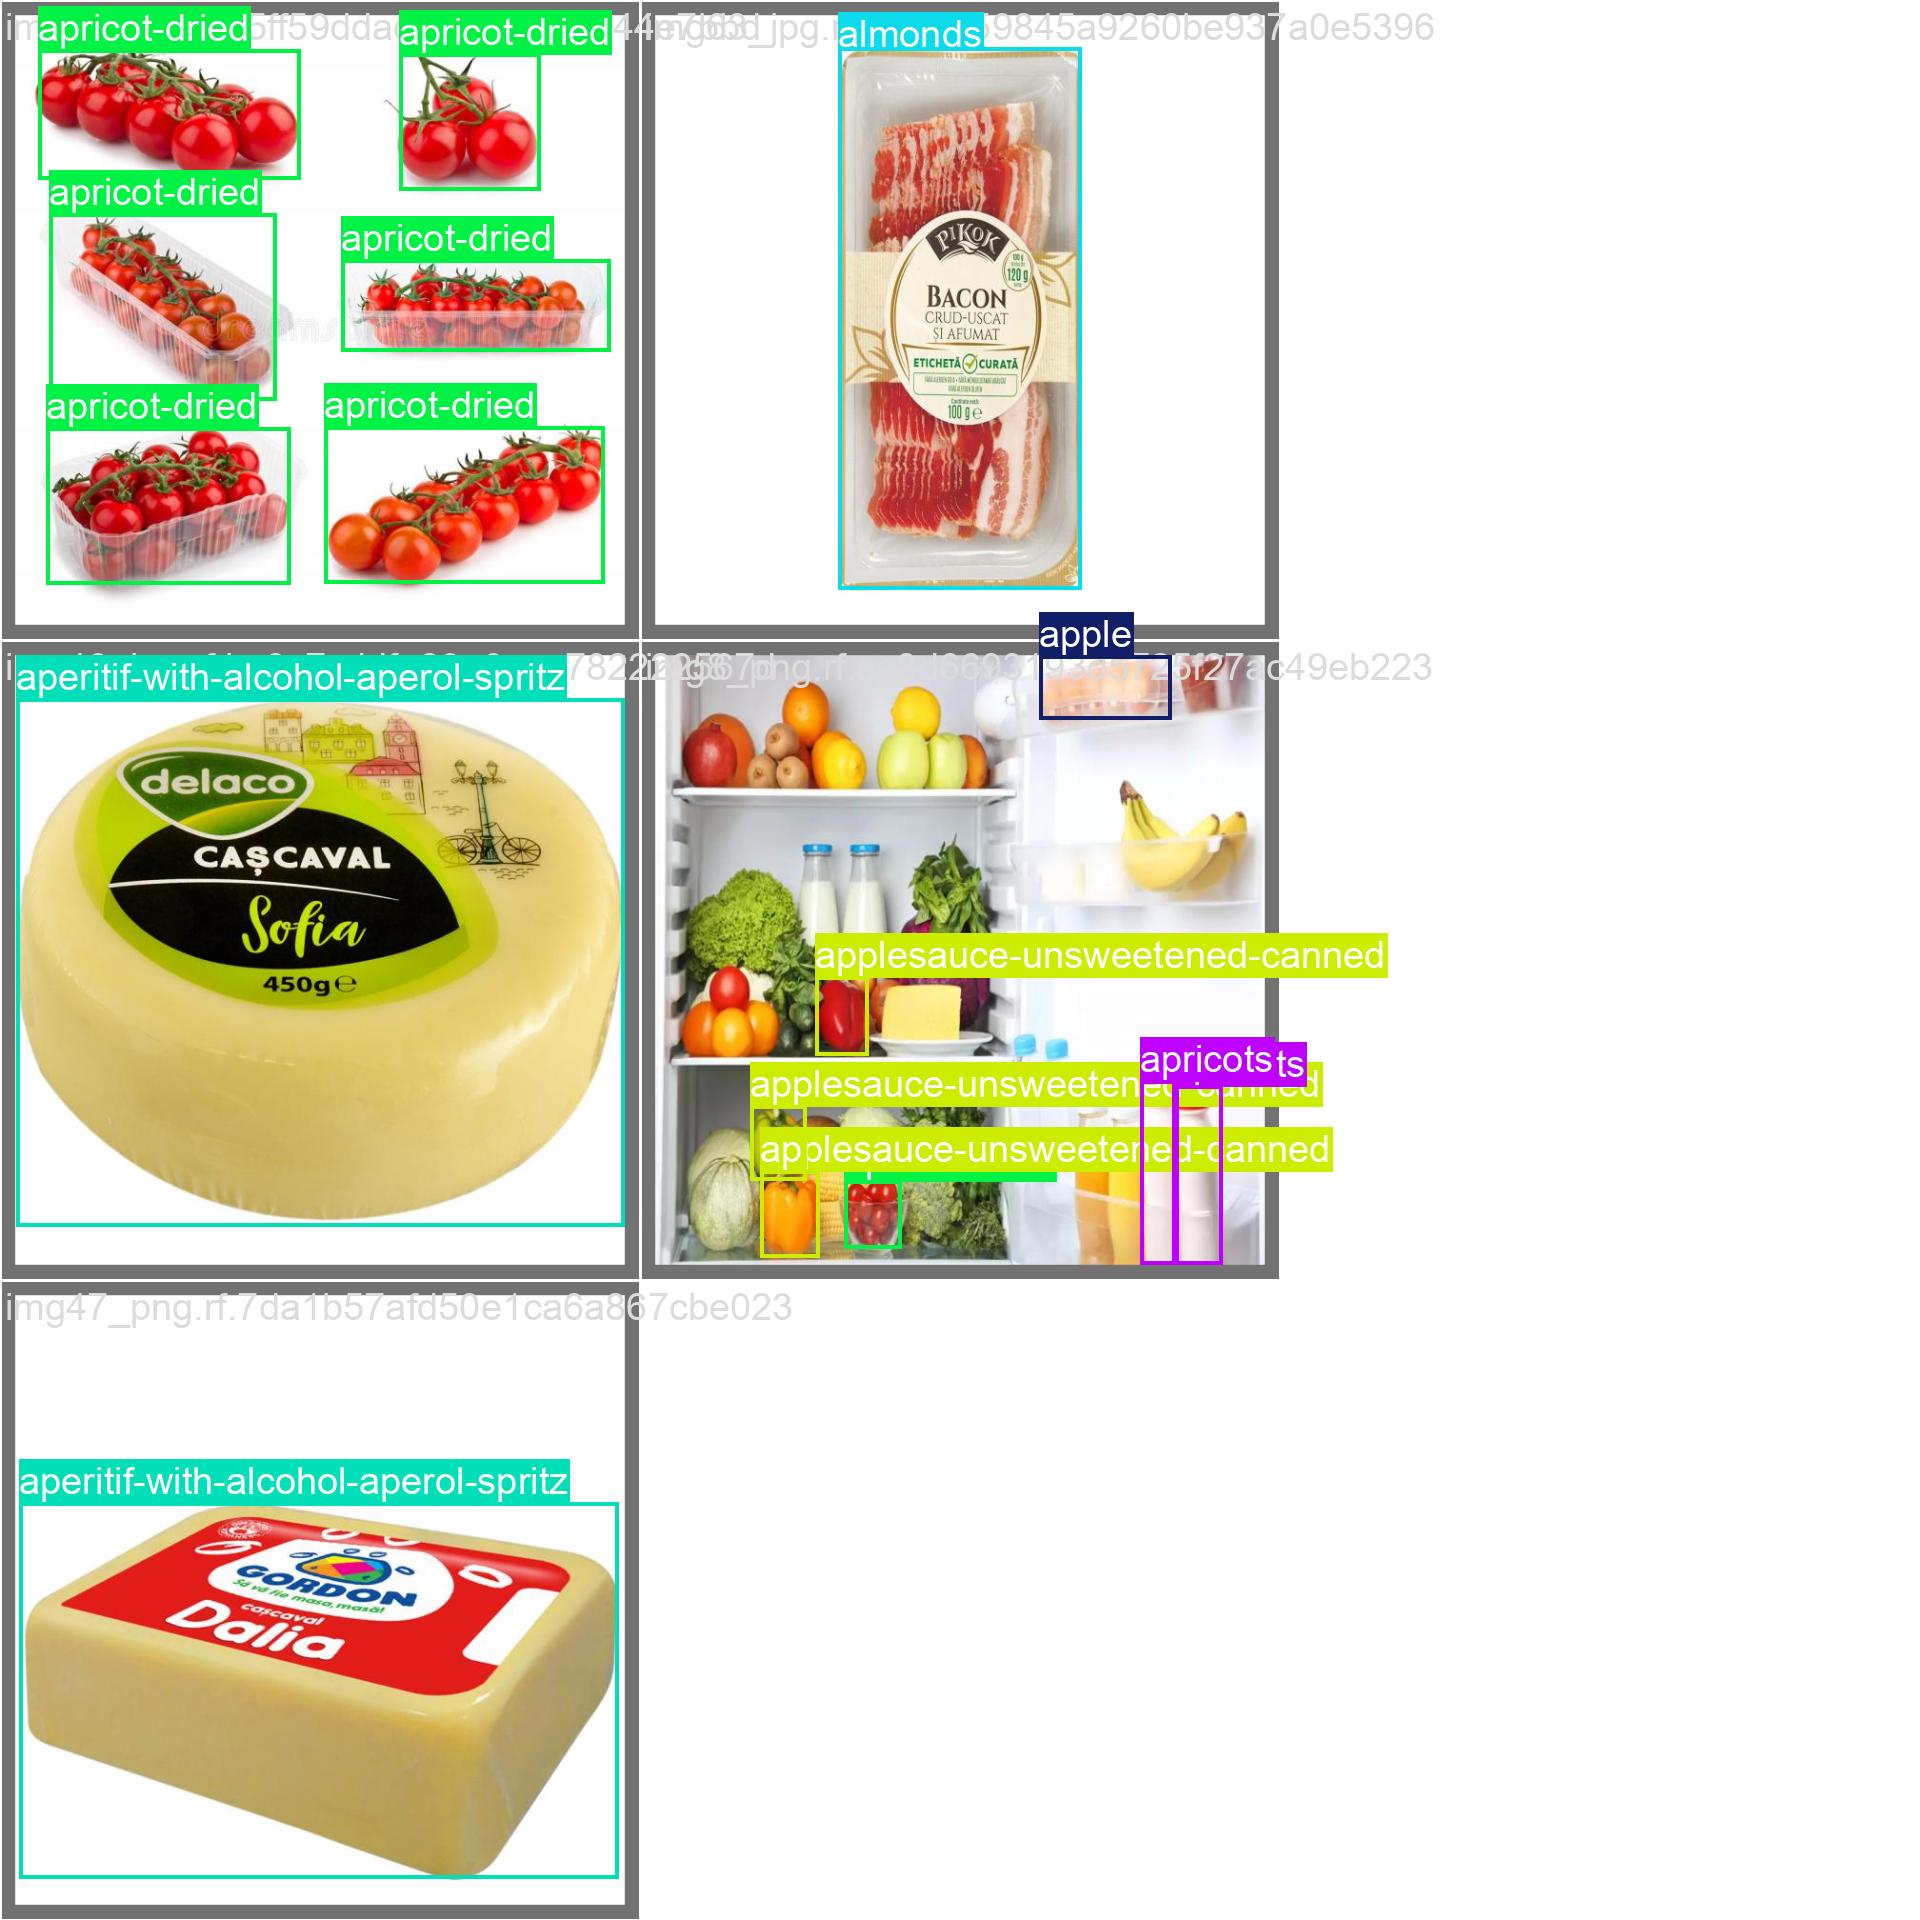 apricot-dried
apricot-dried
apricot-dried
apricot-dried
apricot-dried
apricot-dried
almonds
PIKOK
120 g
BACON
CRUD-USCAT
ȘI AFUMAT
ETICHETĂ CURATĂ
100 g e
aperitif-with-alcohol-aperol-spritz
delaco
CAȘCAVAL
Sofia
450g e
apple
applesauce-unsweetened-canned
apricots
ts
applesauce-unsweetened-canned
applesauce-unsweetened-canned
img47_png.rf.7da1b57afd50e1ca6a867cbe023
aperitif-with-alcohol-aperol-spritz
GORDON
Să vă fie masa, masă!
cașcaval
Dalia